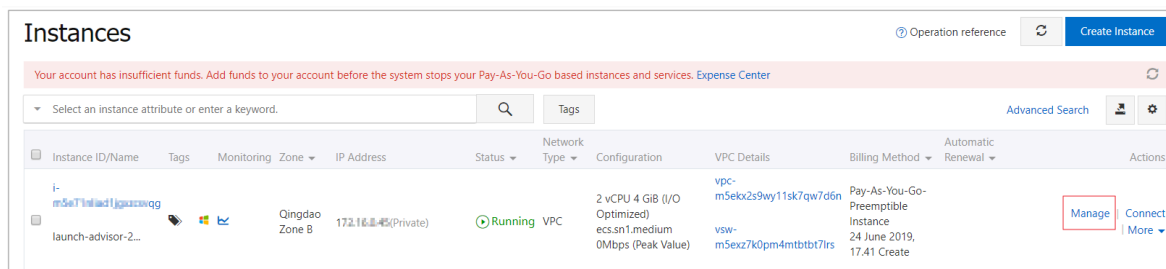 Instances
Operation reference
Create Instance
Your account has insufficient funds. Add funds to your account before the system stops your Pay-As-You-Go based instances and services. Expense Center
Select an instance attribute or enter a keyword.
Tags
Advanced Search
Instance ID/Name Tags Monitoring Zone IP Address Status Network Type Configuration VPC Details Billing Method Automatic Renewal Actions
i-
launch-advisor-2...
Qingdao
Zone B
(Private)
Running
VPC
2 vCPU 4 GiB (I/O
Optimized)
ecs.sn1.medium
0Mbps (Peak Value)
vpc-
m5ekx2s9wy11sk7qw7d6n
vsw-
m5exz7k0pm4mtbtbt7lrs
Pay-As-You-Go-
Preemptible
Instance
24 June 2019,
17.41 Create
Manage | Connect
| More